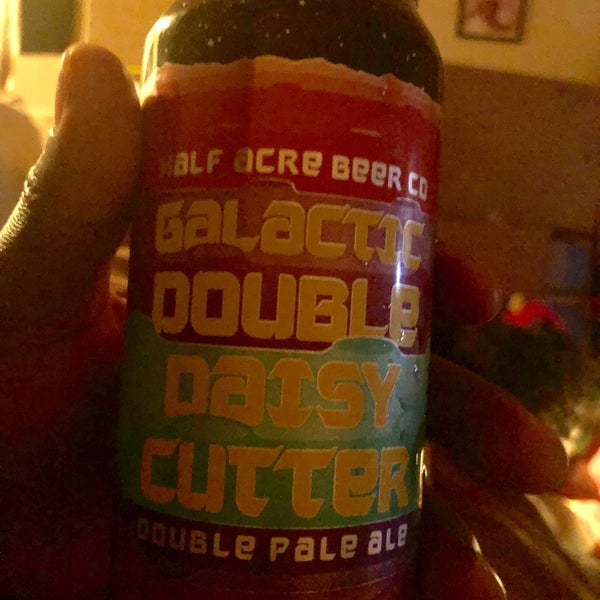 HALF ACRE BEER CO
GALACTIC
DOUBLE
DAISY
CUTTER
DOUBLE PALE ALE